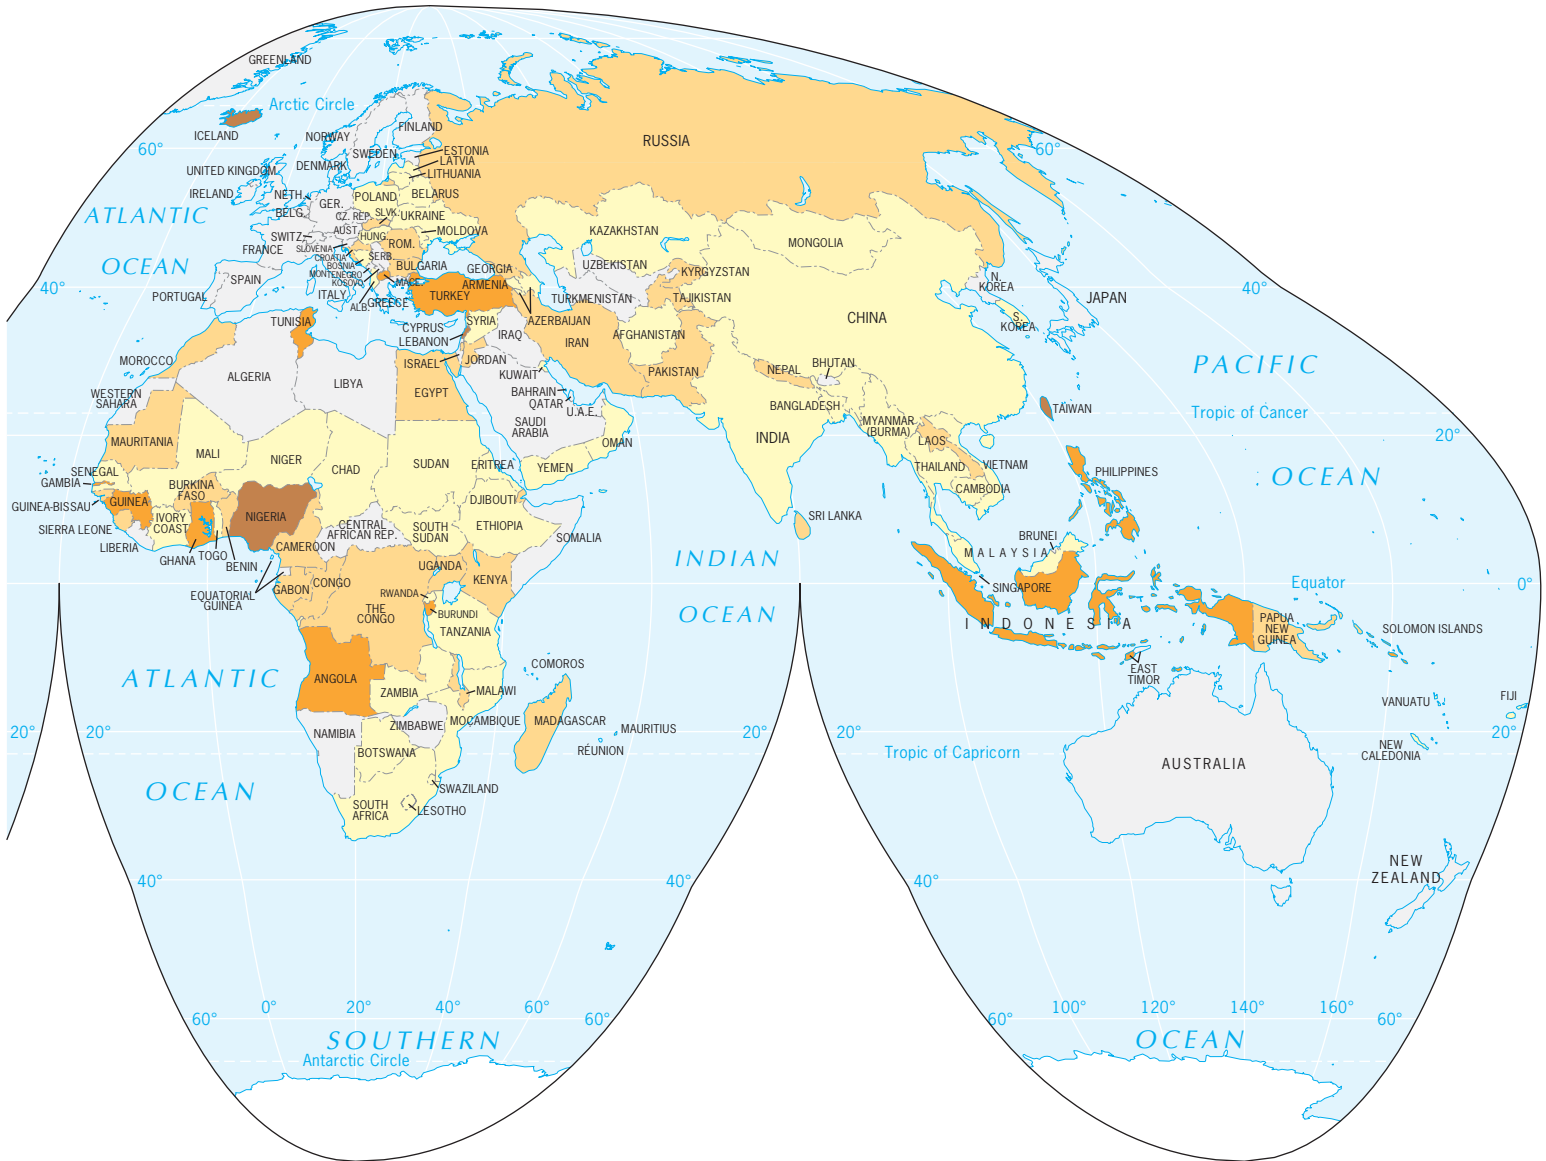 GREENLAND
Arctic Circle
ICELAND
NORWAY
FINLAND
RUSSIA
60°
60°
SWEDEN
ESTONIA
LATVIA
LITHUANIA
UNITED KINGDOM
DENMARK
IRELAND
NETH.
GER.
POLAND
BELARUS
BELG.
CZ. REP.
SLVK.
UKRAINE
ATLANTIC
OCEAN
SWITZ.
AUST.
HUNG.
MOLDOVA
FRANCE
SLOVENIA
CROATIA
BOSNIA
MONTENEGRO
KOSOVO
SERB.
ROM.
BULGARIA
MACE.
SPAIN
ITALY
ALB.
GREECE
PORTUGAL
40°
40°
GEORGIA
ARMENIA
TURKEY
AZERBAIJAN
KAZAKHSTAN
UZBEKISTAN
TURKMENISTAN
KYRGYZSTAN
TAJIKISTAN
MONGOLIA
CHINA
N.
KOREA
S.
KOREA
JAPAN
TUNISIA
CYPRUS
LEBANON
SYRIA
IRAQ
IRAN
AFGHANISTAN
PAKISTAN
NEPAL
BHUTAN
PACIFIC
OCEAN
MOROCCO
ALGERIA
LIBYA
ISRAEL
EGYPT
JORDAN
KUWAIT
BAHRAIN
QATAR
U.A.E.
SAUDI
ARABIA
OMAN
YEMEN
WESTERN
SAHARA
BANGLADESH
INDIA
MYANMAR
(BURMA)
LAOS
THAILAND
VIETNAM
CAMBODIA
TAIWAN
Tropic of Cancer
20°
PHILIPPINES
MAURITANIA
MALI
NIGER
CHAD
SUDAN
ERITREA
DJIBOUTI
SENEGAL
GAMBIA
GUINEA-BISSAU
GUINEA
SIERRA LEONE
LIBERIA
BURKINA
FASO
IVORY
COAST
GHANA
TOGO
BENIN
NIGERIA
CAMEROON
CENTRAL
AFRICAN REP.
SOUTH
SUDAN
ETHIOPIA
SOMALIA
SRI LANKA
BRUNEI
MALAYSIA
SINGAPORE
INDIAN
OCEAN
EQUATORIAL
GUINEA
GABON
CONGO
THE
CONGO
UGANDA
KENYA
RWANDA
BURUNDI
TANZANIA
Equator
0°
INDONESIA
PAPUA
NEW
GUINEA
SOLOMON ISLANDS
EAST
TIMOR
ATLANTIC
OCEAN
ANGOLA
ZAMBIA
MALAWI
COMOROS
MOCAMBIQUE
MADAGASCAR
MAURITIUS
RÉUNION
VANUATU
FIJI
NEW
CALEDONIA
20°
20°
20°
20°
20°
NAMIBIA
ZIMBABWE
BOTSWANA
SWAZILAND
LESOTHO
SOUTH
AFRICA
Tropic of Capricorn
AUSTRALIA
NEW
ZEALAND
40°
40°
40°
60°
0°
20°
40°
60°
60°
60°
100°
120°
140°
160°
60°
SOUTHERN
OCEAN
Antarctic Circle